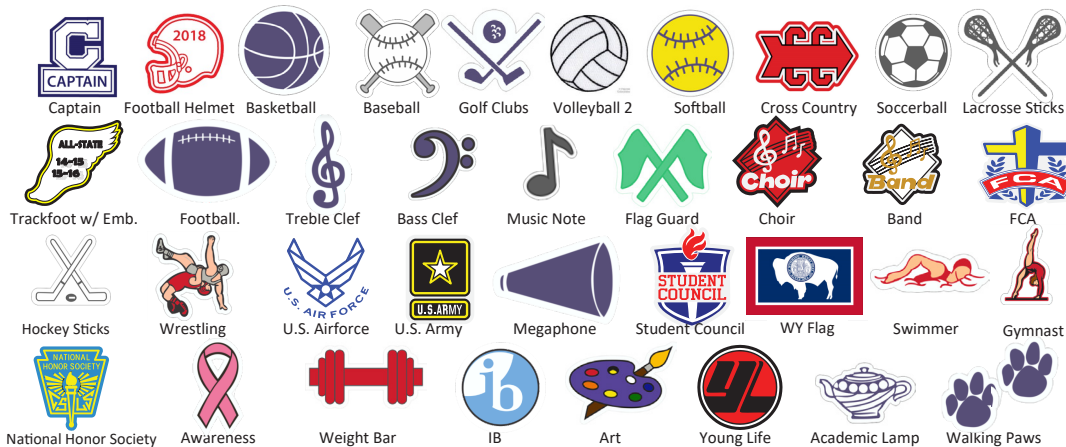 C
CAPTAIN
2018
CC
Captain
Football Helmet
Basketball
Baseball
Golf Clubs
Volleyball 2
Softball
Cross Country
Soccerball
Lacrosse Sticks
ALL-STATE
14-15
15-16
Choir
Band
FCA
Trackfoot w/ Emb.
Football.
Treble Clef
Bass Clef
Music Note
Flag Guard
Choir
Band
FCA
U.S. AIR FORCE
U.S.ARMY
STUDENT
COUNCIL
Hockey Sticks
Wrestling
U.S. Airforce
U.S. Army
Megaphone
Student Council
WY Flag
Swimmer
Gymnast
NATIONAL
HONOR SOCIETY
ib
YL
National Honor Society
Awareness
Weight Bar
IB
Art
Young Life
Academic Lamp
Walking Paws